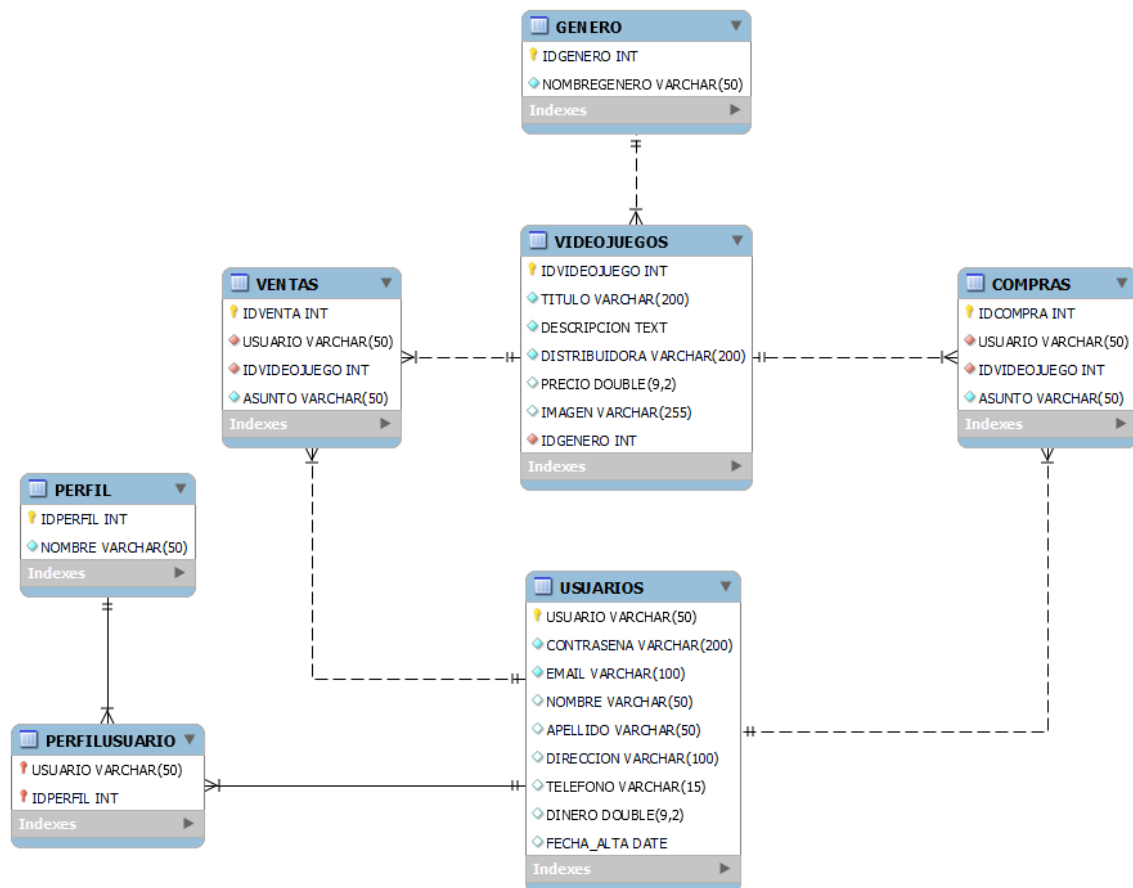 GENERO
IDGENERO INT
NOMBREGENERO VARCHAR(50)
Indexes
VIDEOJUEGOS
IDVIDEOJUEGO INT
TITULO VARCHAR(200)
DESCRIPCION TEXT
DISTRIBUIDORA VARCHAR(200)
PRECIO DOUBLE(9,2)
IMAGEN VARCHAR(255)
IDGENERO INT
Indexes
VENTAS
IDVENTA INT
USUARIO VARCHAR(50)
IDVIDEOJUEGO INT
ASUNTO VARCHAR(50)
Indexes
COMPRAS
IDCOMPRA INT
USUARIO VARCHAR(50)
IDVIDEOJUEGO INT
ASUNTO VARCHAR(50)
Indexes
PERFIL
IDPERFIL INT
NOMBRE VARCHAR(50)
Indexes
USUARIOS
USUARIO VARCHAR(50)
CONTRASENA VARCHAR(200)
EMAIL VARCHAR(100)
NOMBRE VARCHAR(50)
APELLIDO VARCHAR(50)
DIRECCION VARCHAR(100)
TELEFONO VARCHAR(15)
DINERO DOUBLE(9,2)
FECHA_ALTA DATE
Indexes
PERFILUSUARIO
USUARIO VARCHAR(50)
IDPERFIL INT
Indexes